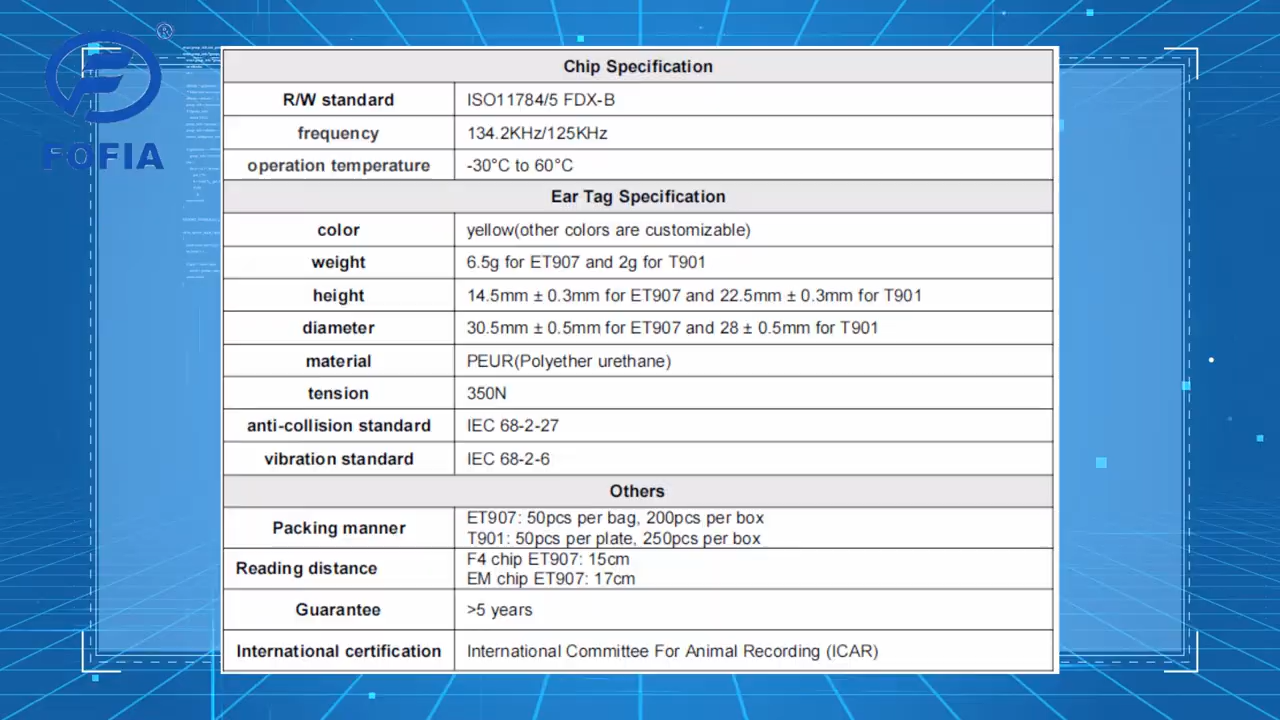 ®
FOFIA
Chip Specification
R/W standard ISO11784/5 FDX-B
frequency 134.2KHz/125KHz
operation temperature -30°C to 60°C
Ear Tag Specification
color yellow(other colors are customizable)
weight 6.5g for ET907 and 2g for T901
height 14.5mm ± 0.3mm for ET907 and 22.5mm ± 0.3mm for T901
diameter 30.5mm ± 0.5mm for ET907 and 28 ± 0.5mm for T901
material PEUR(Polyether urethane)
tension 350N
anti-collision standard IEC 68-2-27
vibration standard IEC 68-2-6
Others
Packing manner ET907: 50pcs per bag, 200pcs per box
T901: 50pcs per plate, 250pcs per box
Reading distance F4 chip ET907: 15cm
EM chip ET907: 17cm
Guarantee >5 years
International certification International Committee For Animal Recording (ICAR)